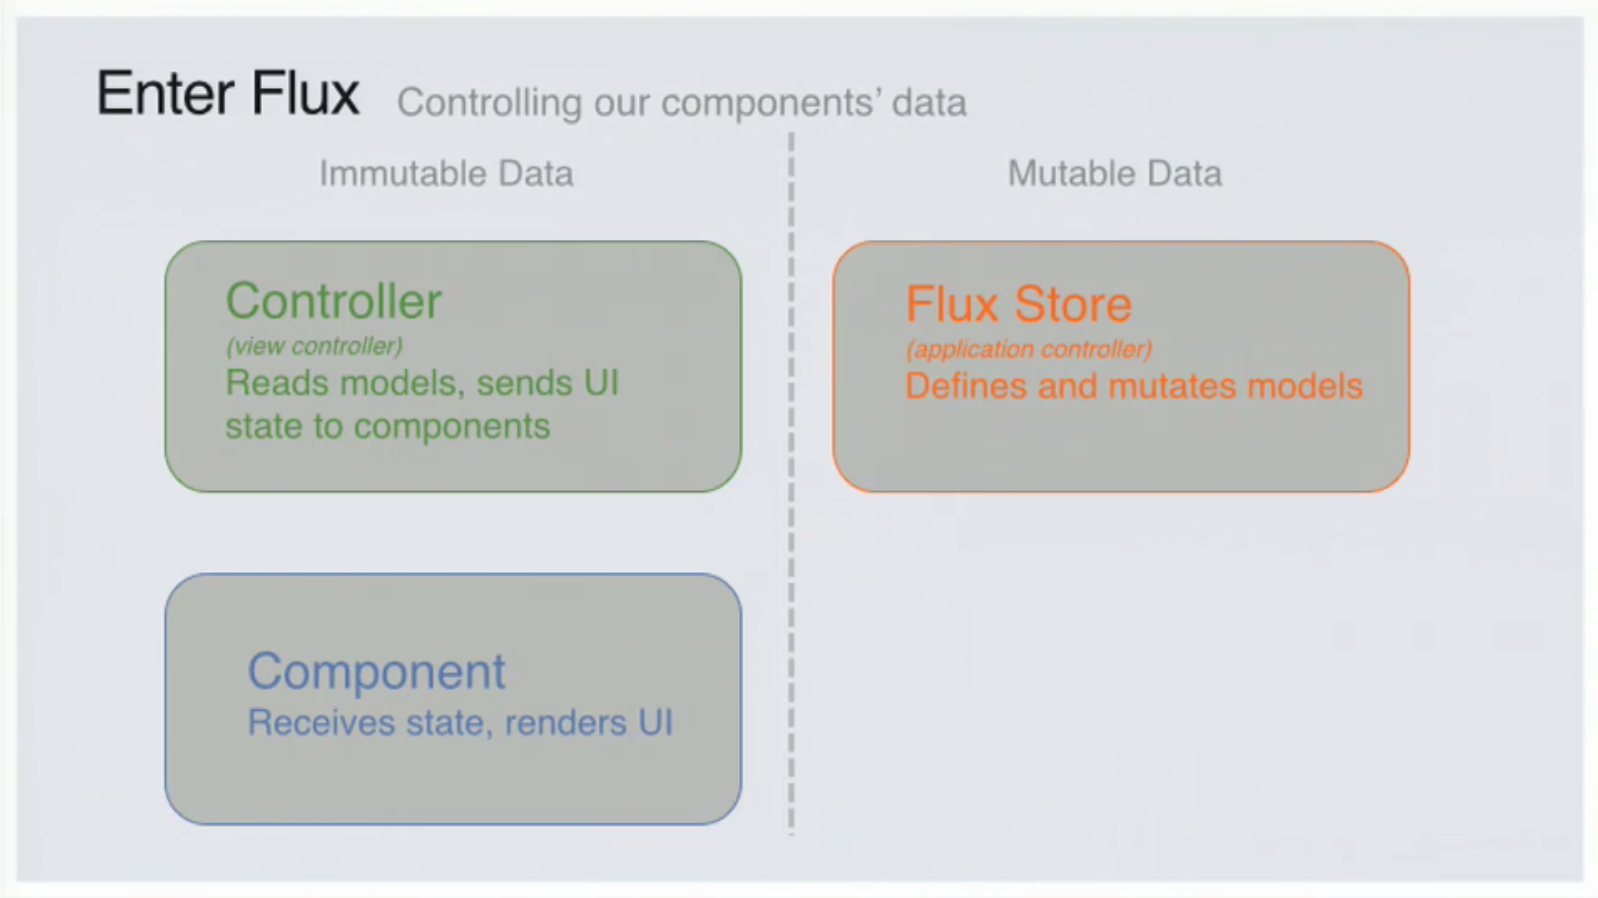 Enter Flux Controlling our components’ data
Immutable Data
Mutable Data
Controller
(view controller)
Reads models, sends UI
state to components
Flux Store
(application controller)
Defines and mutates models
Component
Receives state, renders UI